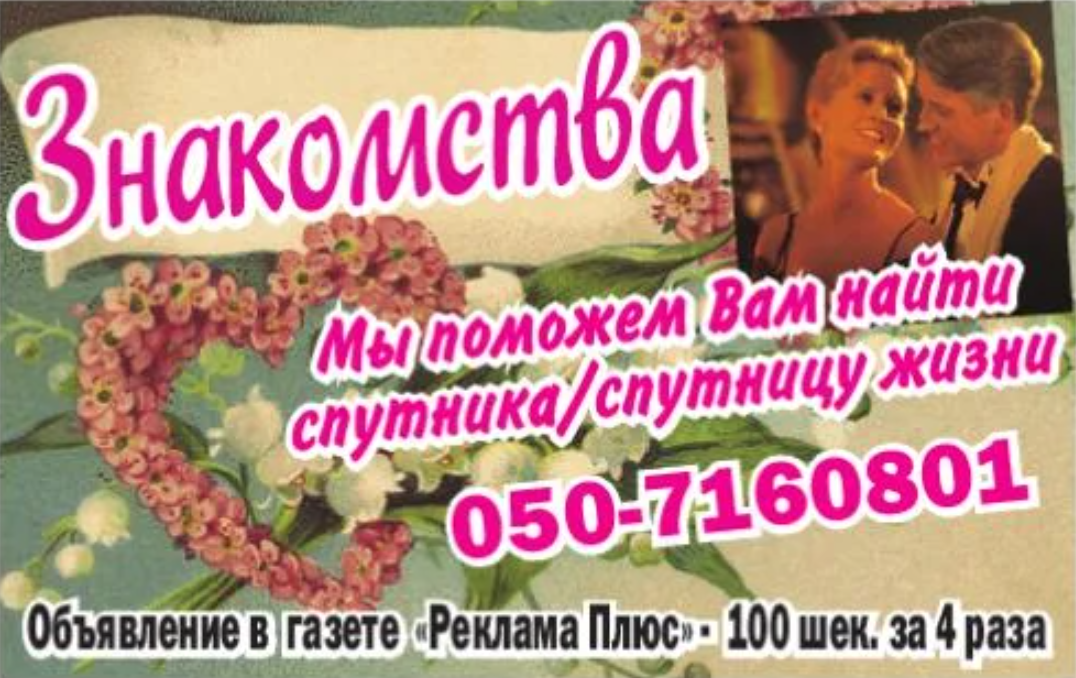 Знакомства
Мы поможем Вам найти
спутника/спутницу жизни
050-7160801
Объявление в газете «Реклама Плюс» - 100 шек. за 4 раза